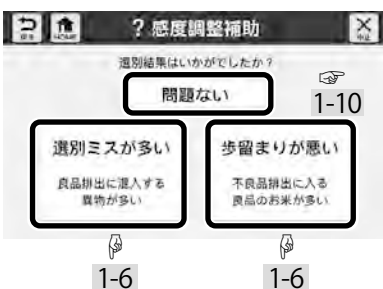 戻る HOME ?感度調整補助 中止
選別結果はいかがでしたか?
問題ない
1-10
選別ミスが多い 歩留まりが悪い
良品排出に混入する 不良品排出に入る
異物が多い 良品のお米が多い
1-6 1-6